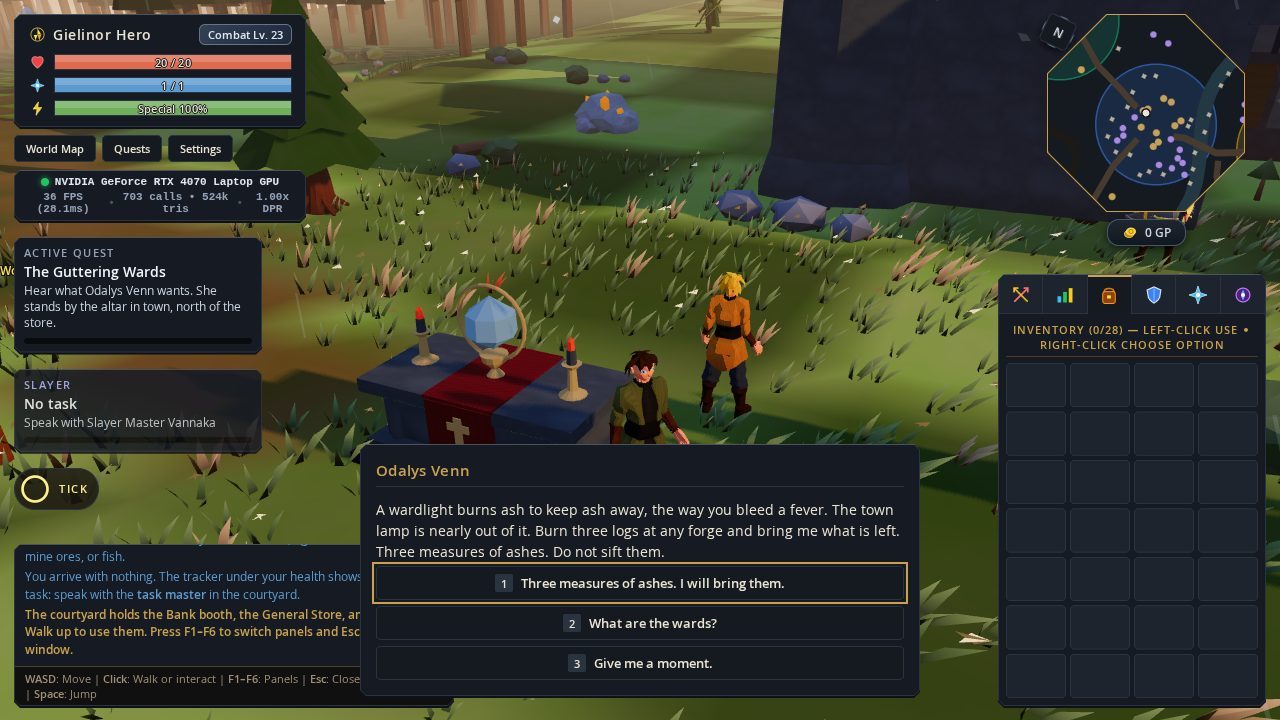 Gielinor Hero
Combat Lv. 23
20 / 20
1 / 1
Special 100%
World Map
Quests
Settings
NVIDIA GeForce RTX 4070 Laptop GPU
36 FPS (28.1ms) • 703 calls • 524k tris • 1.00x DPR
ACTIVE QUEST
The Guttering Wards
Hear what Odalys Venn wants. She
stands by the altar in town, north of the
store.
SLAYER
No task
Speak with Slayer Master Vannaka
TICK
mine ores, or fish.
You arrive with nothing. The tracker under your health shows
task: speak with the task master in the courtyard.
The courtyard holds the Bank booth, the General Store,
Walk up to use them. Press F1–F6 to switch panels and Esc
window.
WASD: Move | Click: Walk or interact | F1–F6: Panels | Esc: Close
| Space: Jump
Odalys Venn
A wardlight burns ash to keep ash away, the way you bleed a fever. The town
lamp is nearly out of it. Burn three logs at any forge and bring me what is left.
Three measures of ashes. Do not sift them.
1 Three measures of ashes. I will bring them.
2 What are the wards?
3 Give me a moment.
N
0 GP
INVENTORY (0/28) — LEFT-CLICK USE •
RIGHT-CLICK CHOOSE OPTION